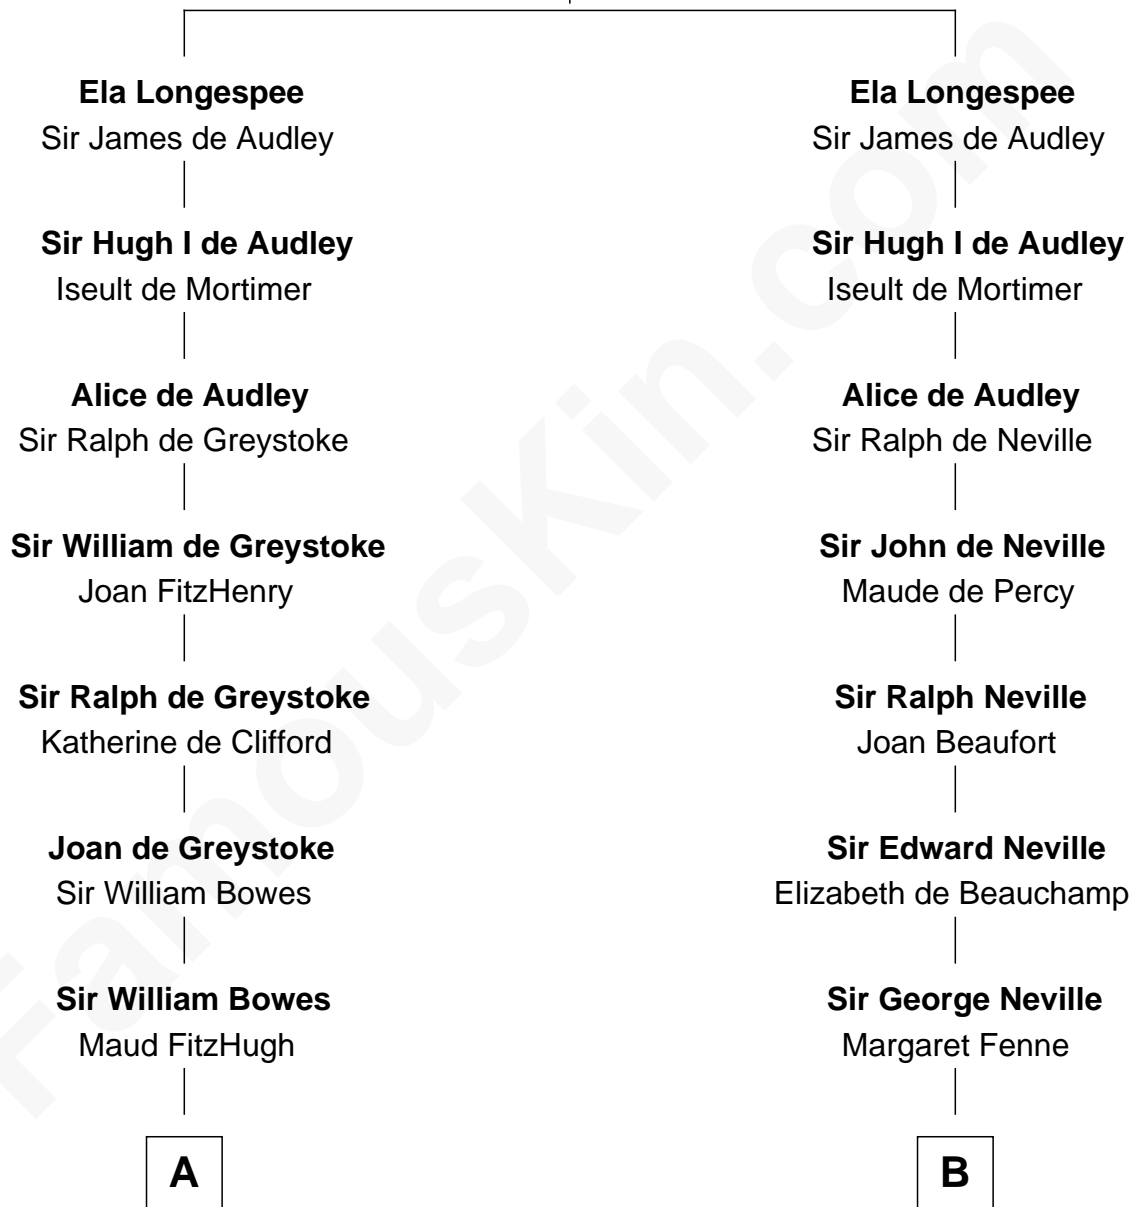 Ela Longespee
Sir James de Audley
Sir Hugh I de Audley
Iseult de Mortimer
Alice de Audley
Sir Ralph de Greystoke
Sir William de Greystoke
Joan FitzHenry
Sir Ralph de Greystoke
Katherine de Clifford
Joan de Greystoke
Sir William Bowes
Sir William Bowes
Maud FitzHugh
A
Ela Longespee
Sir James de Audley
Sir Hugh I de Audley
Iseult de Mortimer
Alice de Audley
Sir Ralph de Neville
Sir John de Neville
Maude de Percy
Sir Ralph Neville
Joan Beaufort
Sir Edward Neville
Elizabeth de Beauchamp
Sir George Neville
Margaret Fenne
B
FamousKin.com